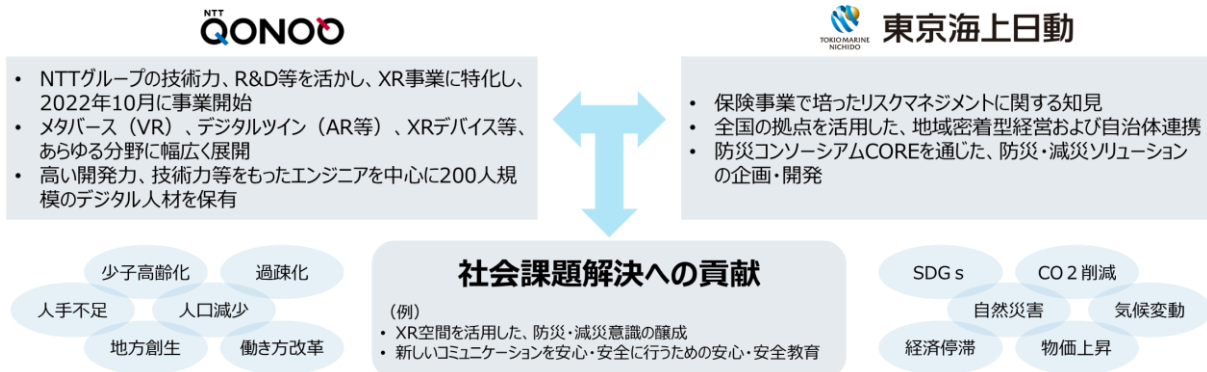 NTT
QONOQ
TOKIO MARINE
NICHIDO
東京海上日動
• NTTグループの技術力、R&D等を活かし、XR事業に特化し、
2022年10月に事業開始
• メタバース（VR）、デジタルツイン（AR等）、XRデバイス等、
あらゆる分野に幅広く展開
• 高い開発力、技術力等をもったエンジニアを中心に200人規
模のデジタル人材を保有
• 保険事業で培ったリスクマネジメントに関する知見
• 全国の拠点を活用した、地域密着型経営および自治体連携
• 防災コンソーシアムCOREを通じた、防災・減災ソリューション
の企画・開発
少子高齢化
過疎化
人手不足
人口減少
地方創生
働き方改革
社会課題解決への貢献
（例）
• XR空間を活用した、防災・減災意識の醸成
• 新しいコミュニケーションを安心・安全に行うための安心・安全教育
SDGｓ
CO２削減
自然災害
気候変動
経済停滞
物価上昇